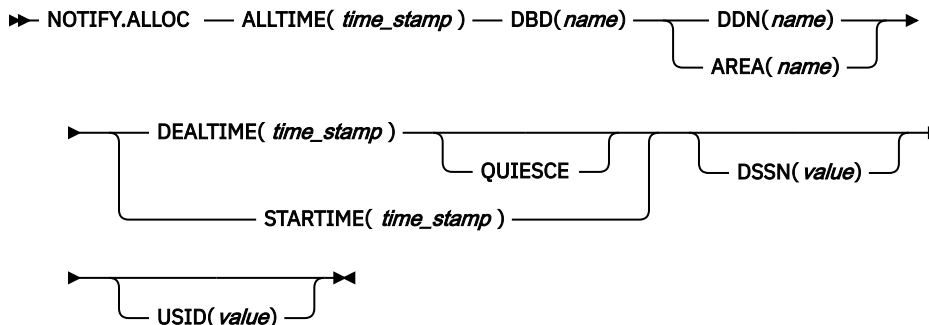 NOTIFY.ALLOC ALLTIME( time_stamp ) DBD(name) DDN(name)
AREA(name)
DEALTIME( time_stamp )
QUIESCE
DSSN(value)
STARTIME( time_stamp )
USID(value)